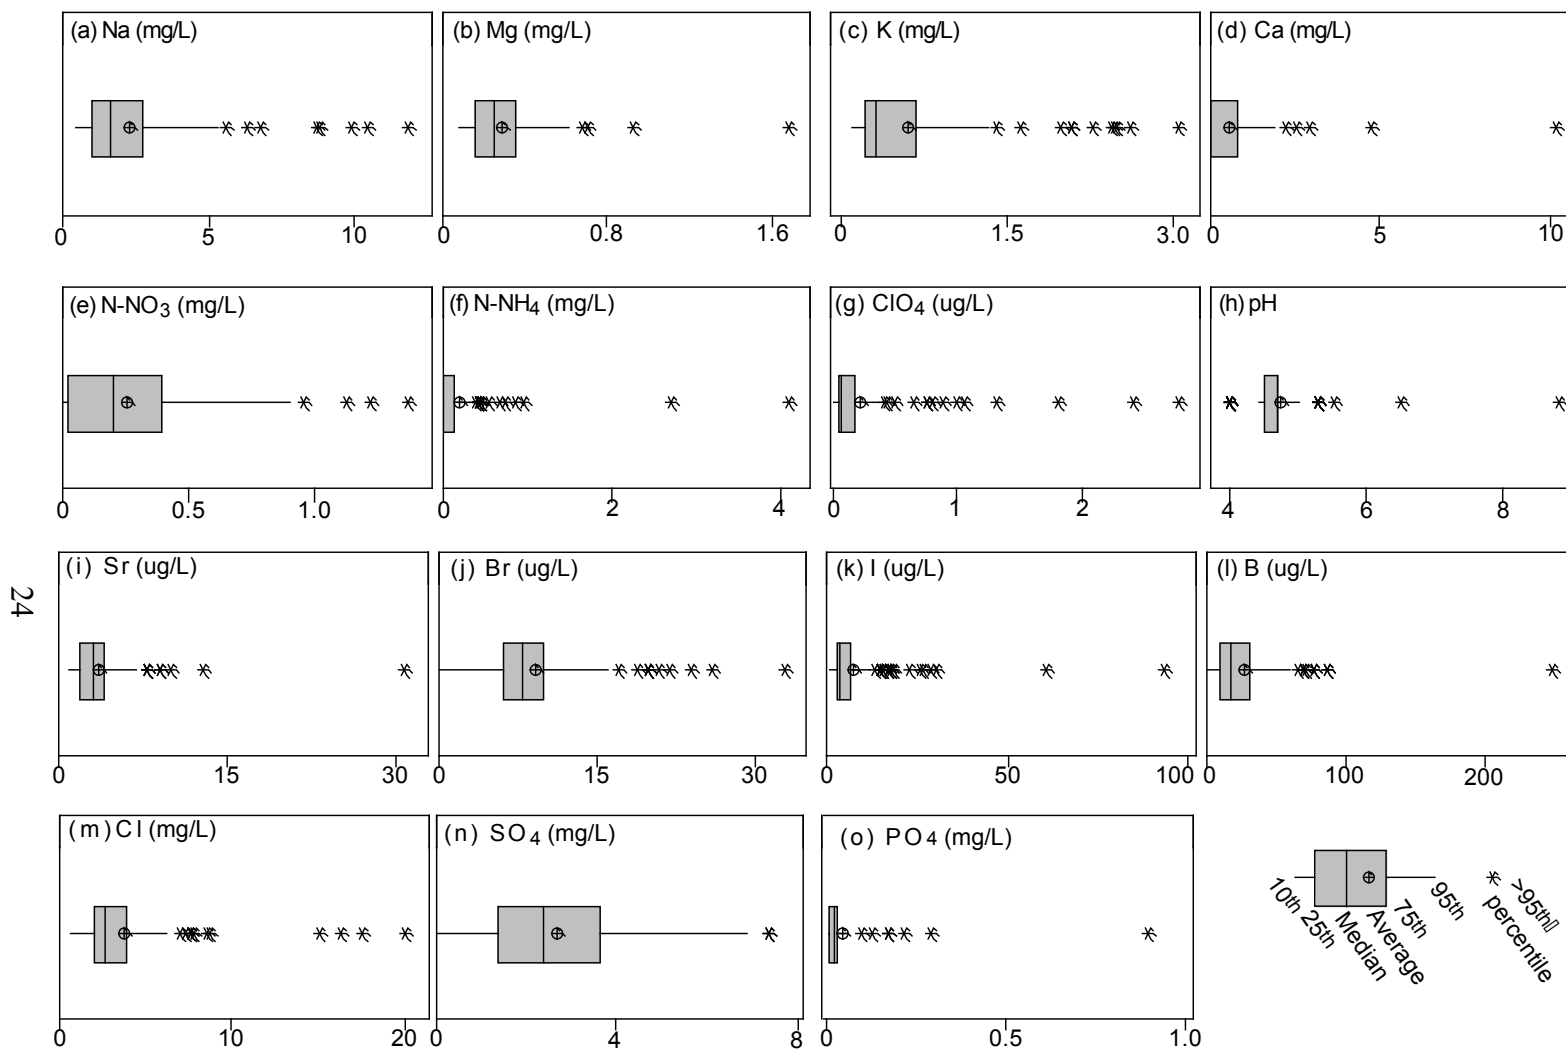 (a) Na (mg/L) (b) Mg (mg/L) (c) K (mg/L) (d) Ca (mg/L)
0 5 10 0 0.8 1.6 0 1.5 3.0 0 5 10
(e) N-NO3 (mg/L) (f) N-NH4 (mg/L) (g) ClO4 (ug/L) (h) pH
0 0.5 1.0 0 2 4 0 1 2 4 6 8
(i) Sr (ug/L) (j) Br (ug/L) (k) I (ug/L) (l) B (ug/L)
24
0 15 30 0 15 30 0 50 100 0 100 200
(m) Cl (mg/L) (n) SO4 (mg/L) (o) PO4 (mg/L)
0 10 20 0 4 8 0 0.5 1.0
10th
25th
Median
Average
75th
95th
>95th
percentile